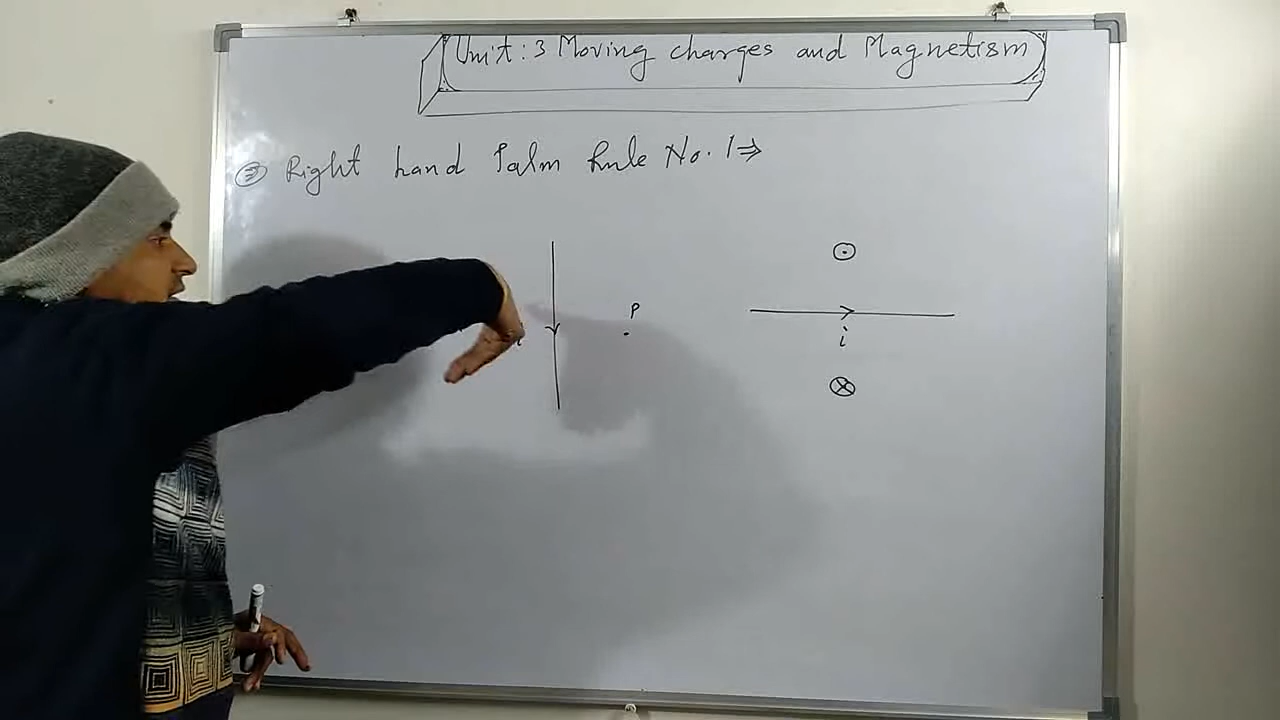 Unit:3 Moving charges and Magnetism
③ Right hand Palm Rule No. 1⇒
P
i
i